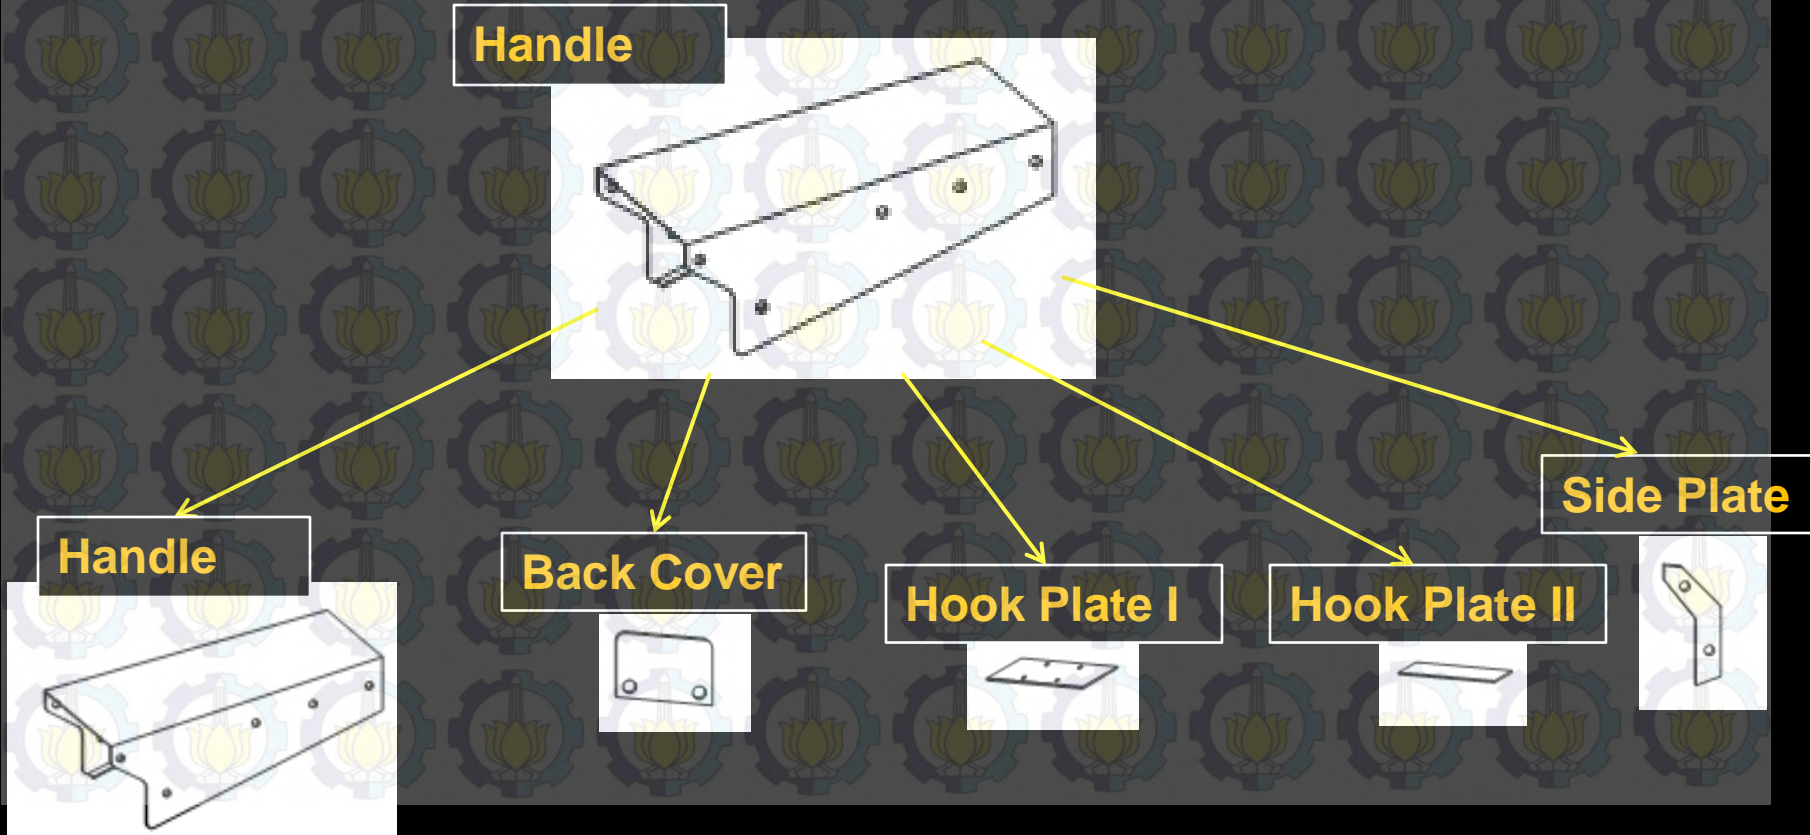 Handle
Side Plate
Handle
Back Cover
Hook Plate I
Hook Plate II